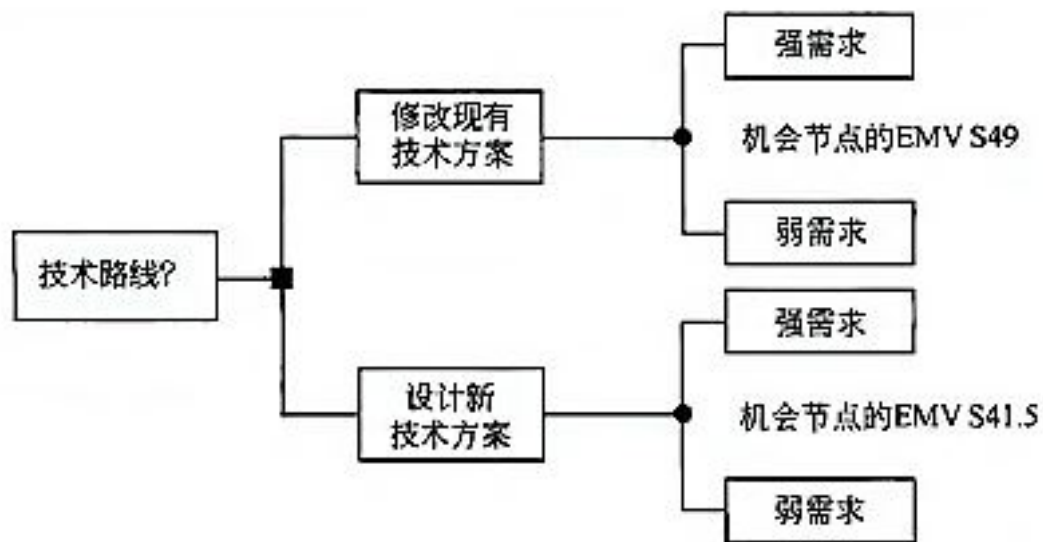 强需求
修改现有
技术方案
机会节点的EMV S49
弱需求
技术路线?
强需求
设计新
技术方案
机会节点的EMV S41.5
弱需求